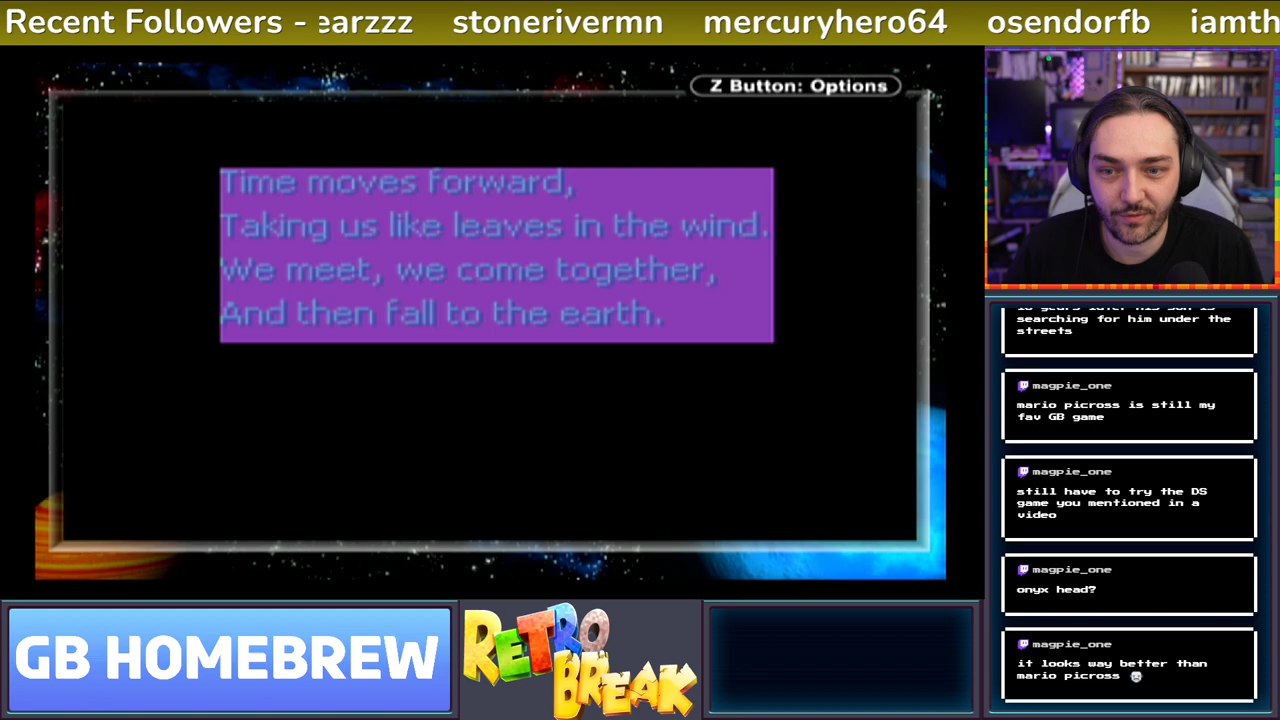 Recent Followers - earzzz stonerivermn mercuryhero64 osendorfb iamth
Z Button: Options
Time moves forward,
Taking us like leaves in the wind.
We meet, we come together,
And then fall to the earth.
searching for him under the
streets
magpie_one
mario picross is still my
fav GB game
magpie_one
still have to try the DS
game you mentioned in a
video
magpie_one
onyx head?
magpie_one
it looks way better than
mario picross
GB HOMEBREW
RETRO
BREAK